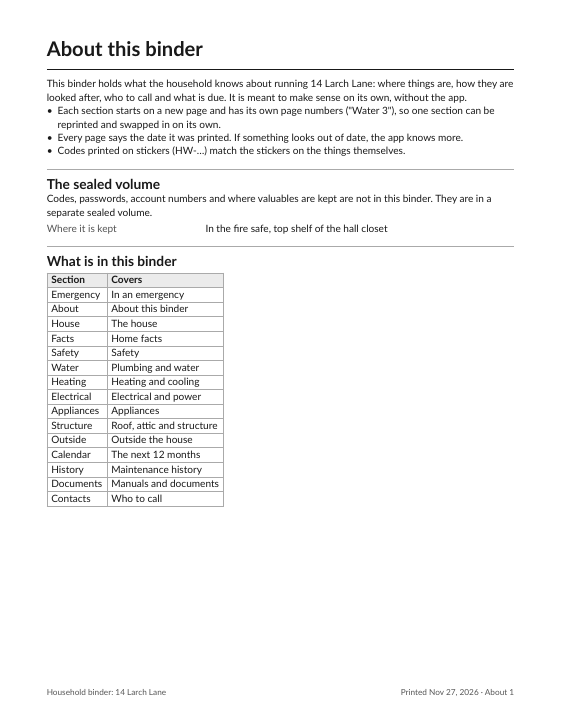 About this binder
This binder holds what the household knows about running 14 Larch Lane: where things are, how they are
looked after, who to call and what is due. It is meant to make sense on its own, without the app.
• Each section starts on a new page and has its own page numbers ("Water 3"), so one section can be
reprinted and swapped in on its own.
• Every page says the date it was printed. If something looks out of date, the app knows more.
• Codes printed on stickers (HW-...) match the stickers on the things themselves.
The sealed volume
Codes, passwords, account numbers and where valuables are kept are not in this binder. They are in a
separate sealed volume.
Where it is kept In the fire safe, top shelf of the hall closet
What is in this binder
Section Covers
Emergency In an emergency
About About this binder
House The house
Facts Home facts
Safety Safety
Water Plumbing and water
Heating Heating and cooling
Electrical Electrical and power
Appliances Appliances
Structure Roof, attic and structure
Outside Outside the house
Calendar The next 12 months
History Maintenance history
Documents Manuals and documents
Contacts Who to call
Household binder: 14 Larch Lane Printed Nov 27, 2026 · About 1